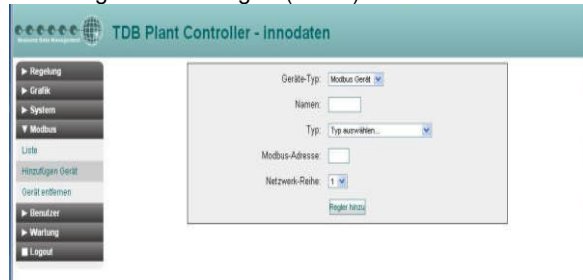 TDB Plant Controller - innodaten
▶ Regelung
▶ Grafik
▶ System
▼ Modbus
Liste
Hinzufügen Gerät
Gerät entfernen
▶ Benutzer
▶ Wartung
Logout
Geräte-Typ: Modbus Gerät
Namen:
Typ: Typ auswählen...
Modbus-Adresse:
Netzwerk-Reihe: 1
Regler hinzu